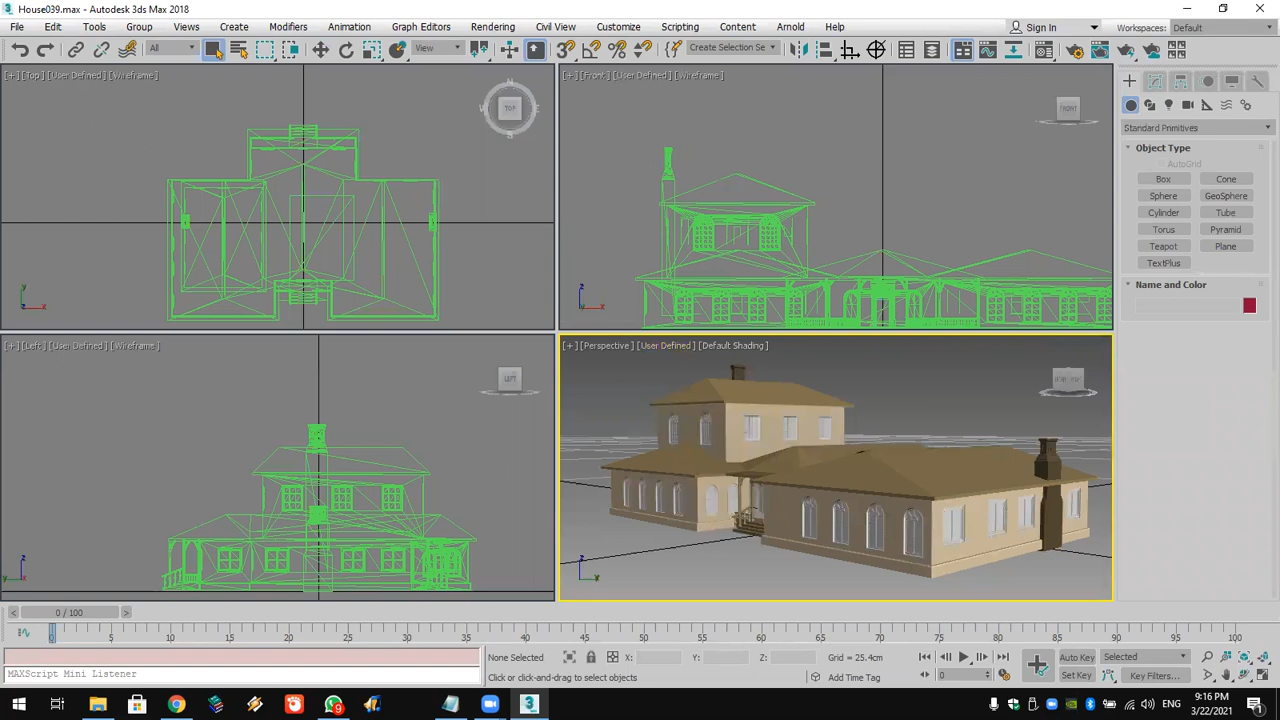 House039.max - Autodesk 3ds Max 2018
File Edit Tools Group Views Create Modifiers Animation Graph Editors Rendering Civil View Customize Scripting Content Arnold Help Sign In Workspaces: Default
All View Create Selection Se
[+] [Top] [User Defined] [Wireframe]
N
TOP
S
[+] [Front] [User Defined] [Wireframe]
FRONT
Standard Primitives
Object Type
AutoGrid
Box Cone
Sphere GeoSphere
Cylinder Tube
Torus Pyramid
Teapot Plane
TextPlus
Name and Color
y
x
z
x
[+] [Left] [User Defined] [Wireframe]
LEFT
[+] [Perspective] [User Defined] [Default Shading]
z
y
z
y
< 0 / 100 >
0 5 10 15 20 25 30 35 40 45 50 55 60 65 70 75 80 85 90 95 100
None Selected X: Y: Z: Grid = 25.4cm Auto Key Selected
MAXScript Mini Listener Click or click-and-drag to select objects Add Time Tag 0 Set Key Key Filters...
9
3
ENG
9:16 PM
3/22/2021
1